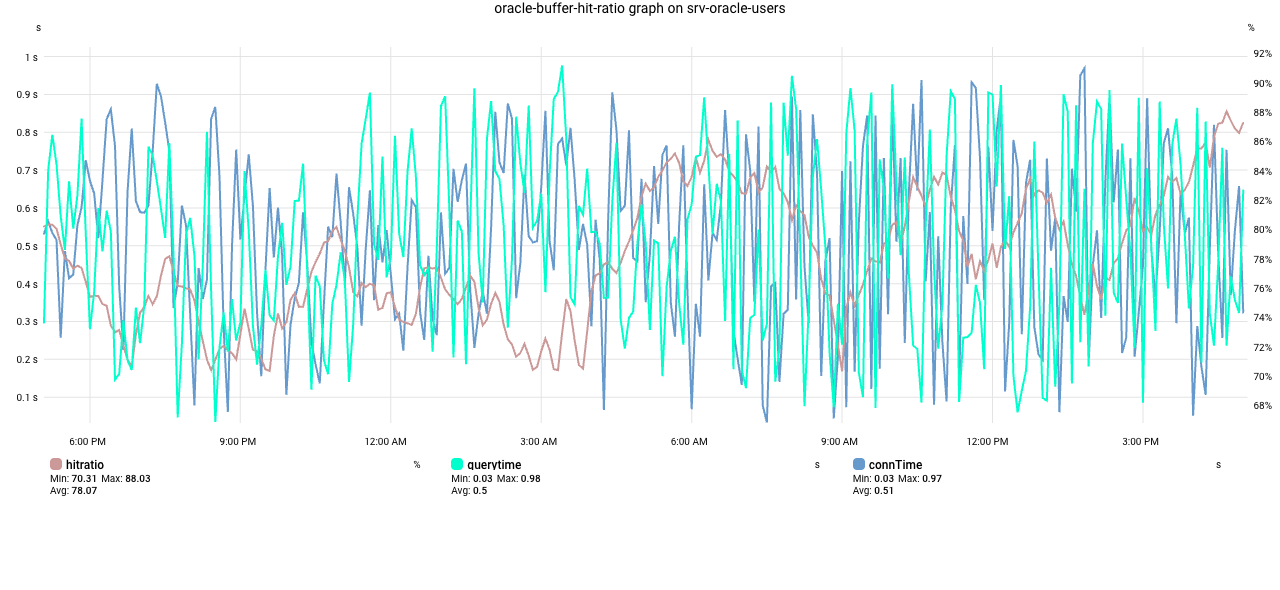 oracle-buffer-hit-ratio graph on srv-oracle-users
s %
1 s 92%
0.9 s 90%
0.8 s 88%
0.7 s 86%
0.6 s 84%
0.5 s 82%
0.4 s 80%
0.3 s 78%
0.2 s 76%
0.1 s 74%
72%
70%
68%
6:00 PM 9:00 PM 12:00 AM 3:00 AM 6:00 AM 9:00 AM 12:00 PM 3:00 PM
hitratio % querytime s connTime s
Min: 70.31 Max: 88.03 Min: 0.03 Max: 0.98 Min: 0.03 Max: 0.97
Avg: 78.07 Avg: 0.5 Avg: 0.51